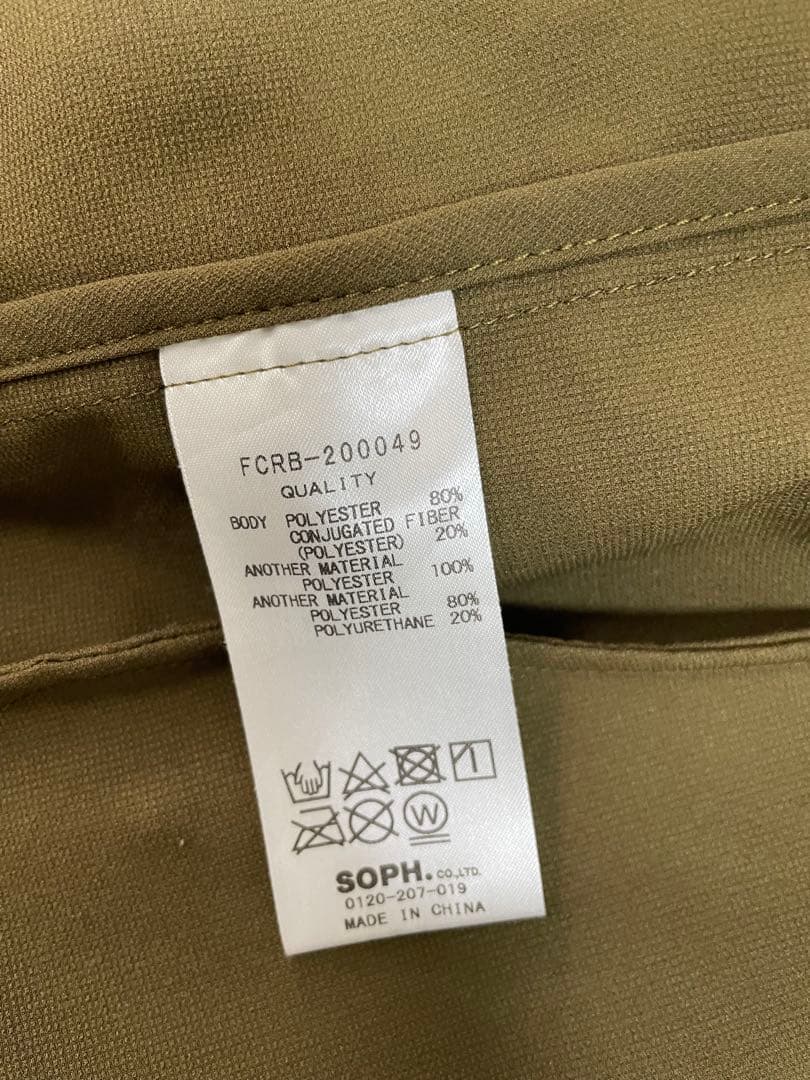 FCRB-200049
QUALITY
BODY POLYESTER 80%
CONJUGATED FIBER
(POLYESTER) 20%
ANOTHER MATERIAL
POLYESTER 100%
ANOTHER MATERIAL
POLYESTER 80%
POLYURETHANE 20%
W
SOPH. CO.,LTD.
0120-207-019
MADE IN CHINA